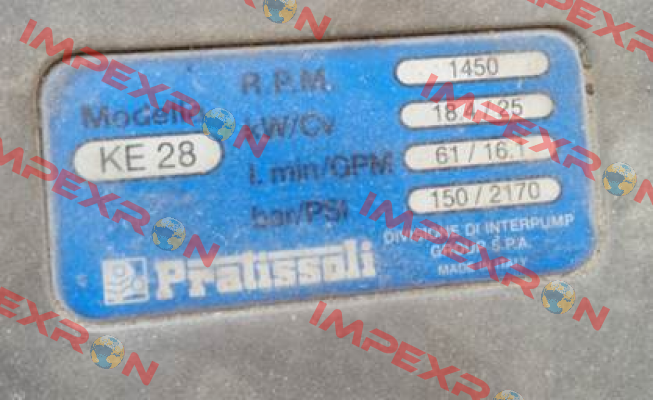 R.P.M. 1450
Modello kW/Cv 18.4 / 25
KE 28 l. min/GPM 61 / 16.1
bar/PSI 150 / 2170
Pratissoli DIVISIONE DI INTERPUMP
GROUP S.P.A.
MADE IN ITALY
IMPEXRON
IMPEXRON
IMPEXRON
IMPEXRON
IMPEXRON
IMPEXRON